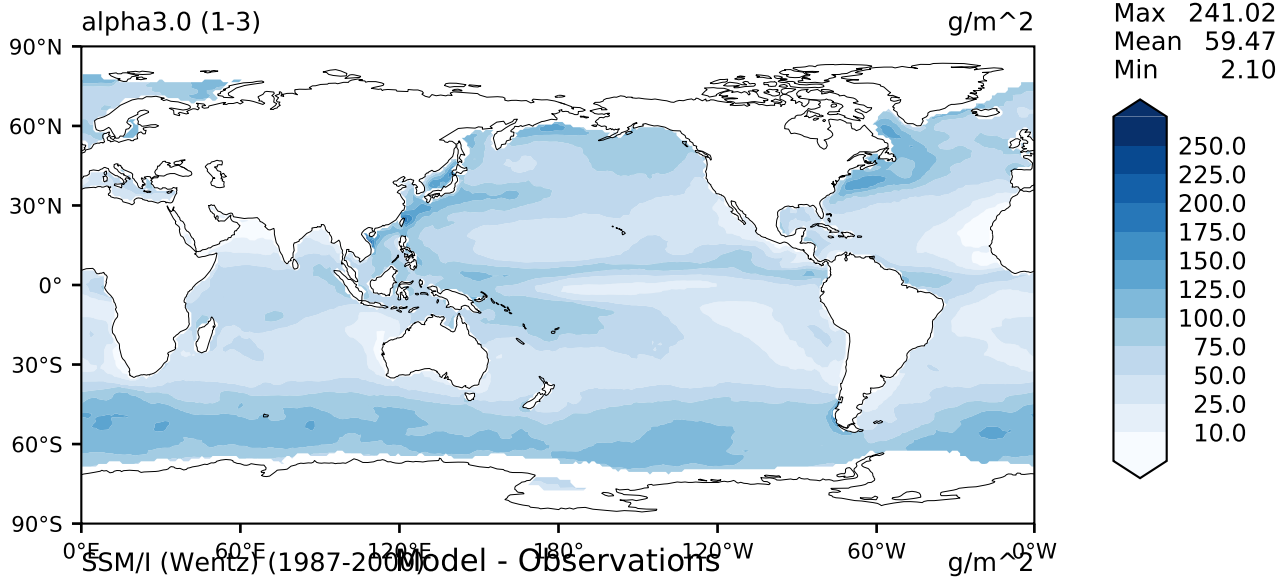 alpha3.0 (1-3) g/m^2
Max 241.02
Mean 59.47
Min 2.10
90°N
60°N
30°N
0°
30°S
60°S
90°S
250.0
225.0
200.0
175.0
150.0
125.0
100.0
75.0
50.0
25.0
10.0
0°E 60°E 120°E 180° 120°W 60°W 0°W
SSM/I (Wentz) (1987-2000) Model - Observations g/m^2